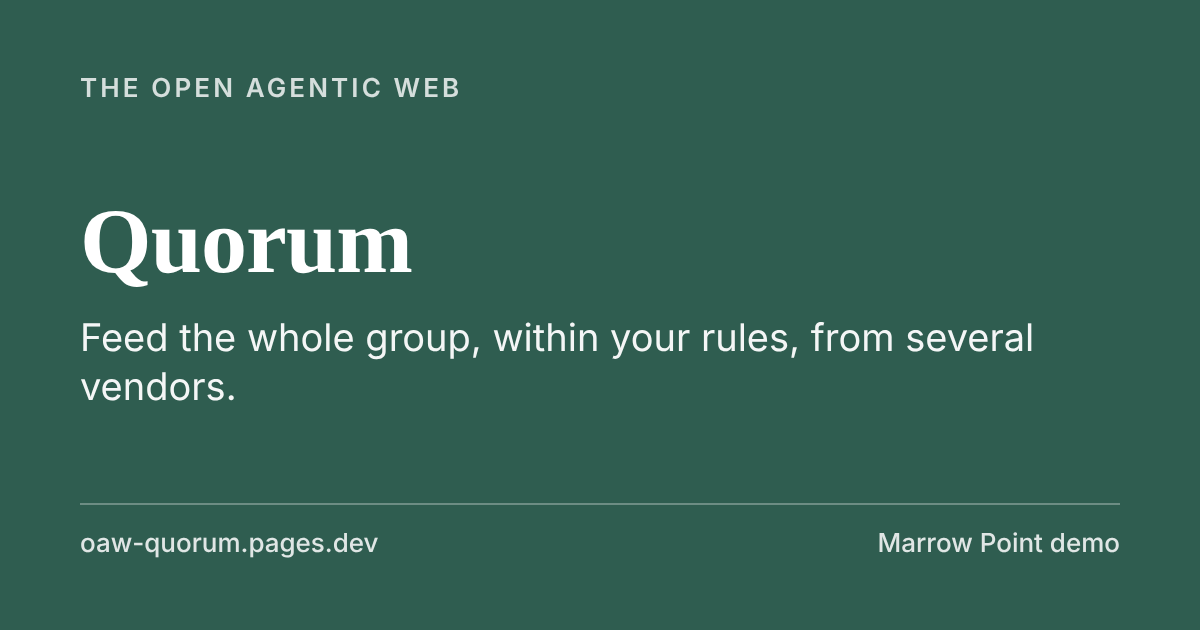 THE OPEN AGENTIC WEB
Quorum
Feed the whole group, within your rules, from several
vendors.
oaw-quorum.pages.dev
Marrow Point demo